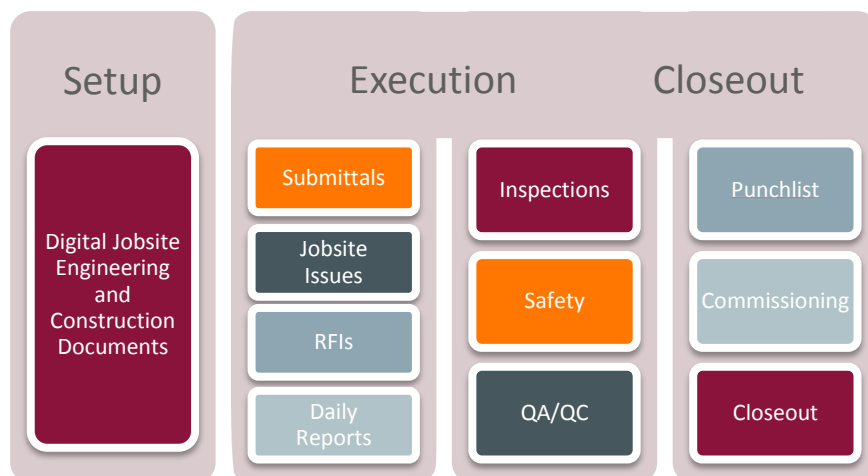 Setup
Execution
Closeout
Digital Jobsite
Engineering
and
Construction
Documents
Submittals
Jobsite
Issues
RFIs
Daily
Reports
Inspections
Safety
QA/QC
Punchlist
Commissioning
Closeout